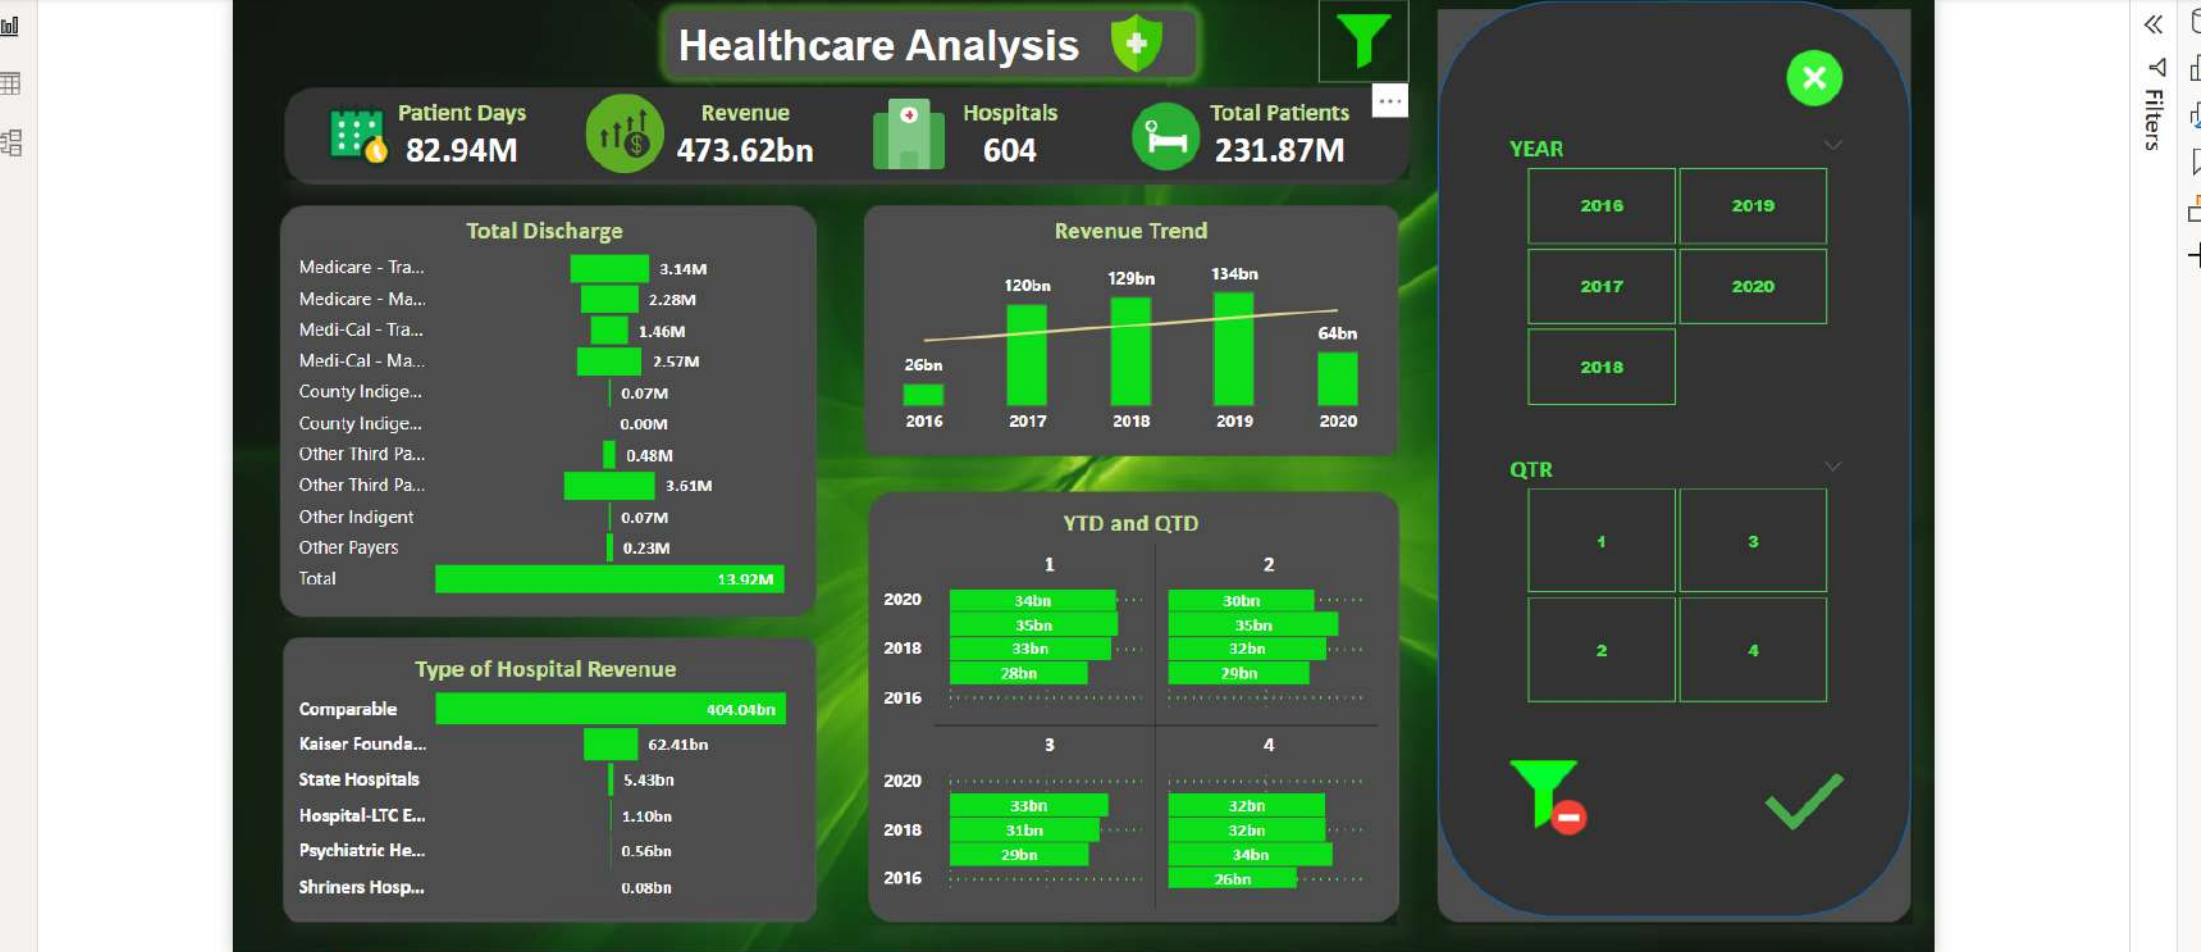 Healthcare Analysis
Patient Days
82.94M
Revenue
473.62bn
Hospitals
604
Total Patients
231.87M
...
Total Discharge
Medicare - Tra... 3.14M
Medicare - Ma... 2.28M
Medi-Cal - Tra... 1.46M
Medi-Cal - Ma... 2.57M
County Indige... 0.07M
County Indige... 0.00M
Other Third Pa... 0.48M
Other Third Pa... 3.61M
Other Indigent 0.07M
Other Payers 0.23M
Total 13.92M
Type of Hospital Revenue
Comparable 404.04bn
Kaiser Founda... 62.41bn
State Hospitals 5.43bn
Hospital-LTC E... 1.10bn
Psychiatric He... 0.56bn
Shriners Hosp... 0.08bn
Revenue Trend
26bn 120bn 129bn 134bn 64bn
2016 2017 2018 2019 2020
YTD and QTD
1 2
2020 34bn 30bn
35bn 35bn
2018 33bn 32bn
28bn 29bn
2016
3 4
2020
33bn 32bn
2018 31bn 32bn
29bn 34bn
2016 26bn
YEAR
2016 2019
2017 2020
2018
QTR
1 3
2 4
Filters